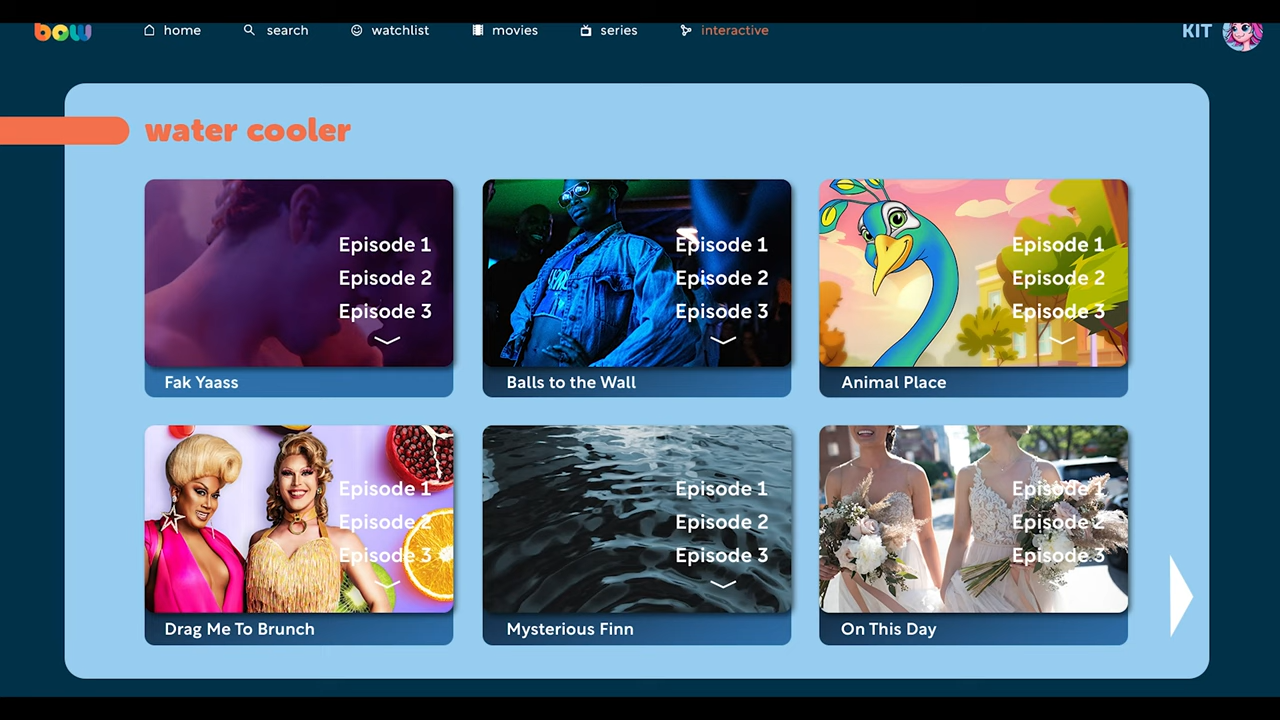 bow
home
search
watchlist
movies
series
interactive
KIT
water cooler
Episode 1
Episode 2
Episode 3
Fak Yaass
Episode 1
Episode 2
Episode 3
Balls to the Wall
Episode 1
Episode 2
Episode 3
Animal Place
Episode 1
Episode 2
Episode 3
Drag Me To Brunch
Episode 1
Episode 2
Episode 3
Mysterious Finn
Episode 1
Episode 2
Episode 3
On This Day